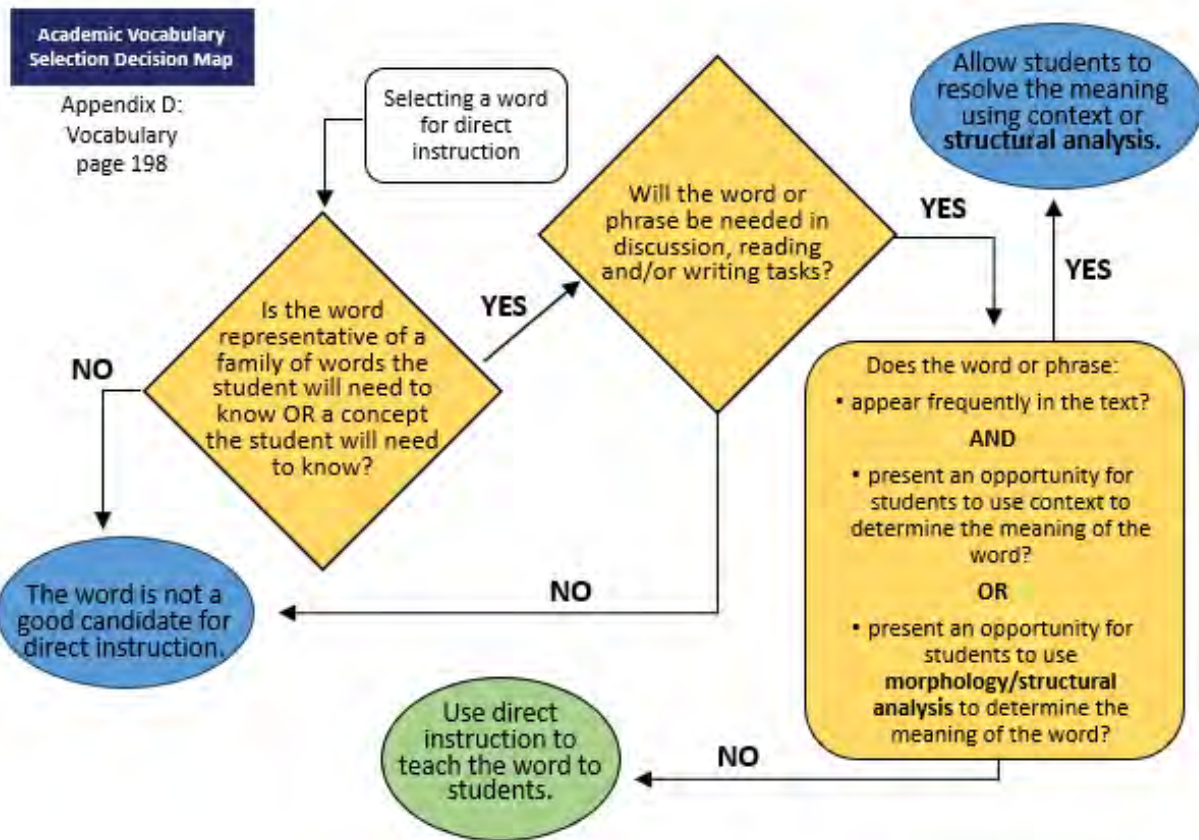 Academic Vocabulary
Selection Decision Map
Appendix D:
Vocabulary
page 198
Selecting a word
for direct
instruction
Is the word
representative of a
family of words the
student will need to
know OR a concept
the student will need
to know?
NO
YES
The word is not a
good candidate for
direct instruction.
Will the word or
phrase be needed in
discussion, reading
and/or writing tasks?
NO
YES
Does the word or phrase:
• appear frequently in the text?
AND
• present an opportunity for
students to use context to
determine the meaning of the
word?
OR
• present an opportunity for
students to use
morphology/structural
analysis to determine the
meaning of the word?
YES
Allow students to
resolve the meaning
using context or
structural analysis.
NO
Use direct
instruction to
teach the word to
students.